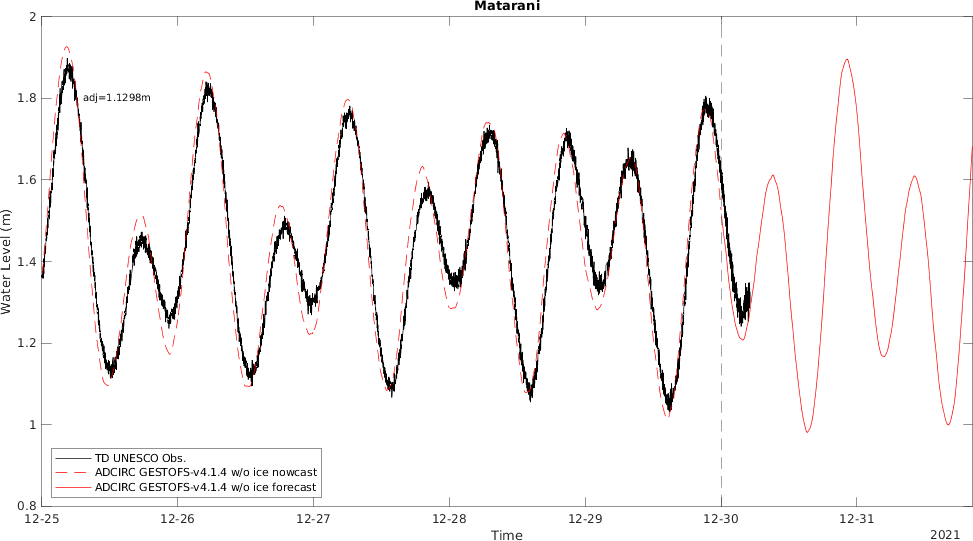 Matarani
2
1.8
1.6
1.4
1.2
1
0.8
Water Level (m)
adj=1.1298m
TD UNESCO Obs.
ADCIRC GESTOFS-v4.1.4 w/o ice nowcast
ADCIRC GESTOFS-v4.1.4 w/o ice forecast
12-25 12-26 12-27 12-28 12-29 12-30 12-31
Time
2021